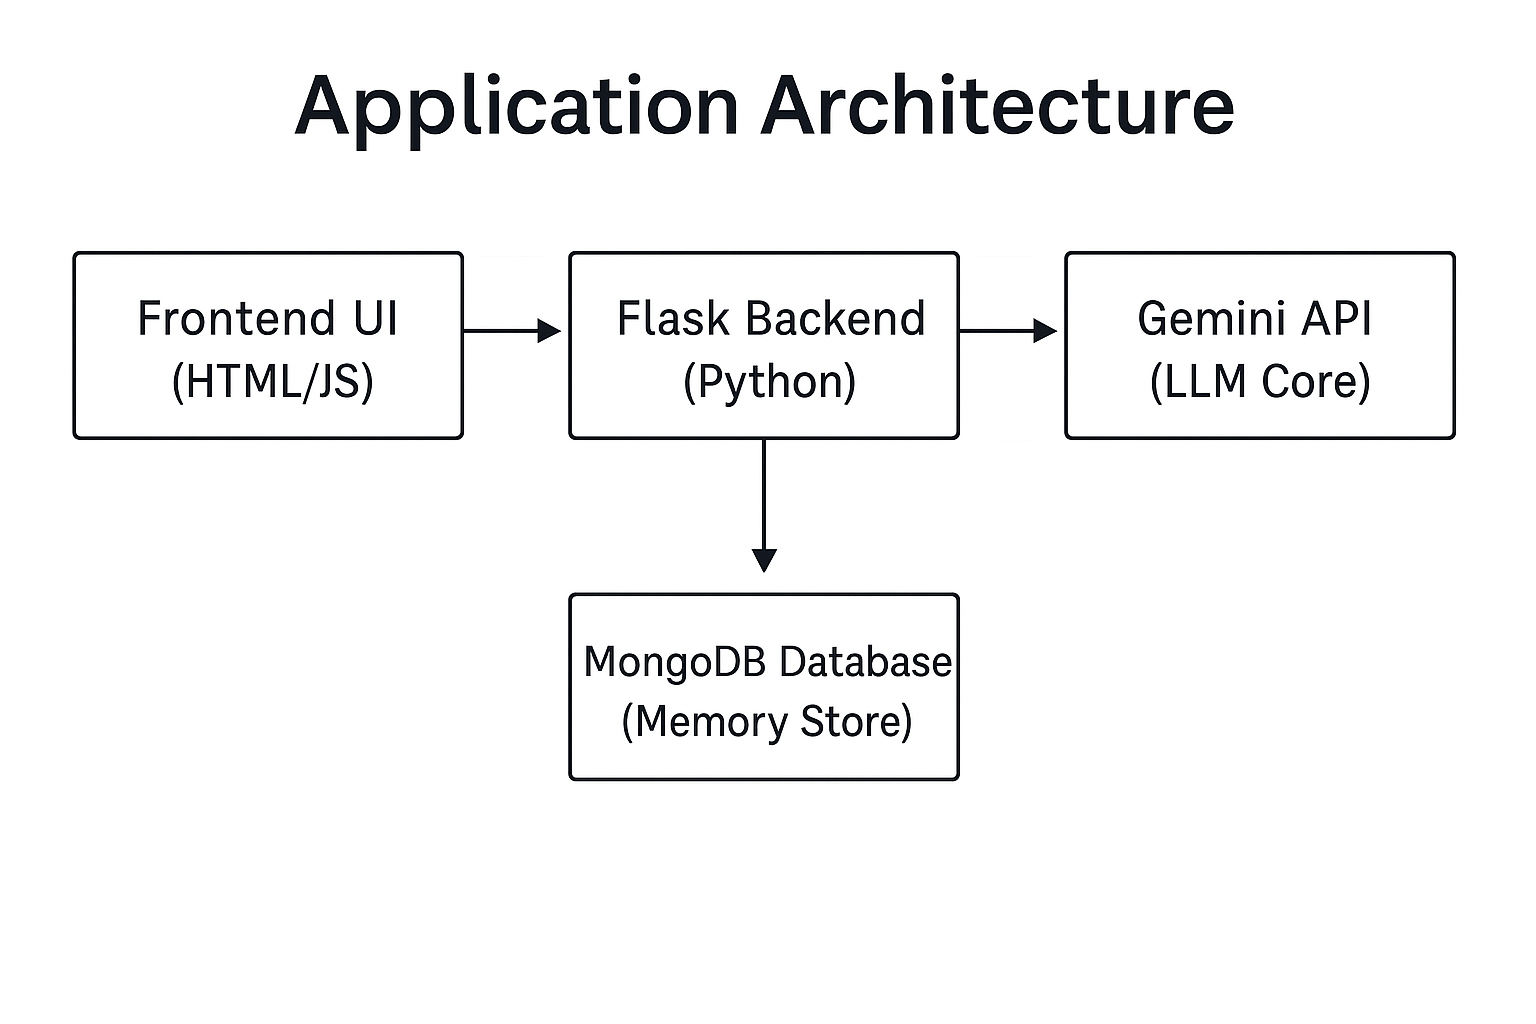 Application Architecture
Frontend UI
(HTML/JS)
Flask Backend
(Python)
Gemini API
(LLM Core)
MongoDB Database
(Memory Store)